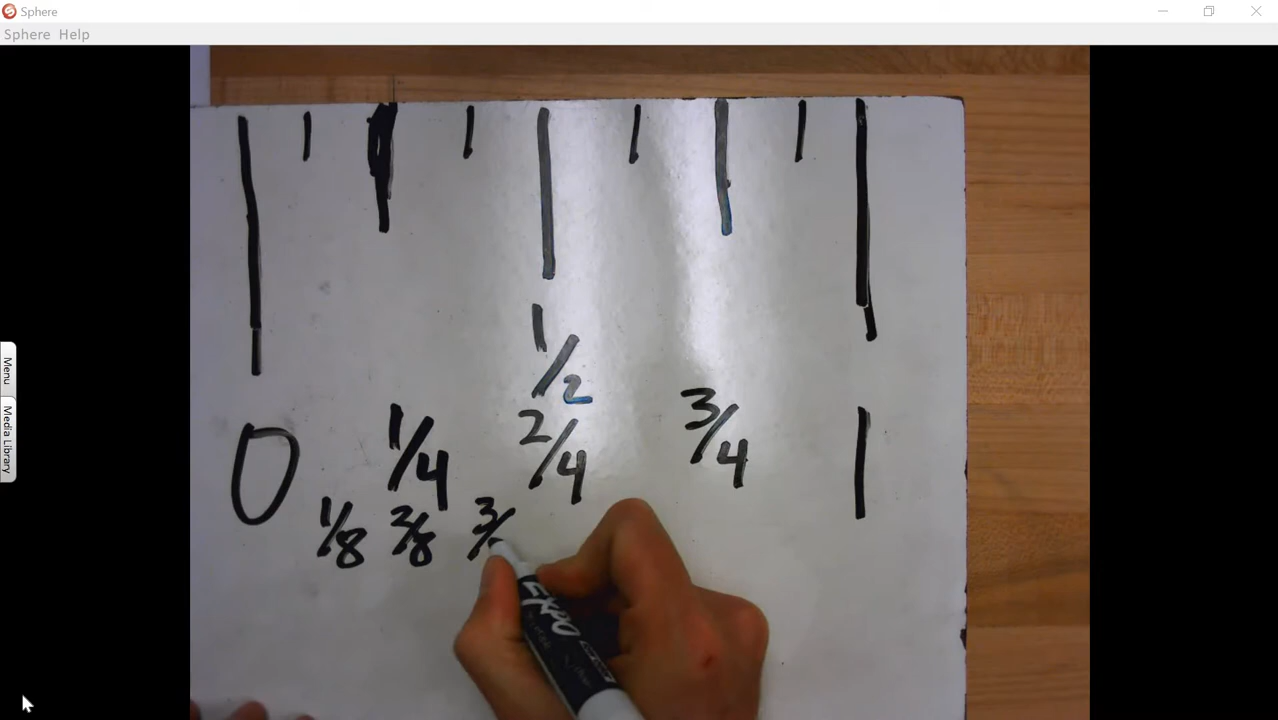 Sphere
Sphere Help
Menu
Media Library
1/2
0 1/4 2/4 3/4 1
1/8 2/8 3/
EXPO